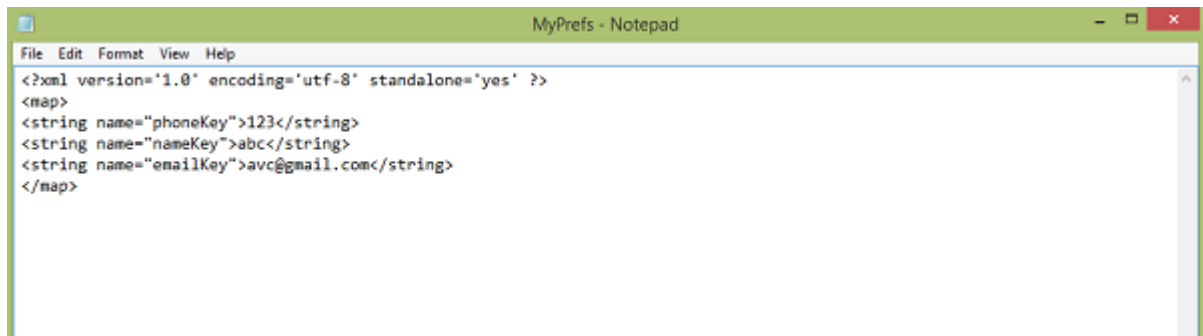 MyPrefs - Notepad
File Edit Format View Help
<?xml version='1.0' encoding='utf-8' standalone='yes' ?>
<map>
<string name="phoneKey">123</string>
<string name="nameKey">abc</string>
<string name="emailKey">avc@gmail.com</string>
</map>